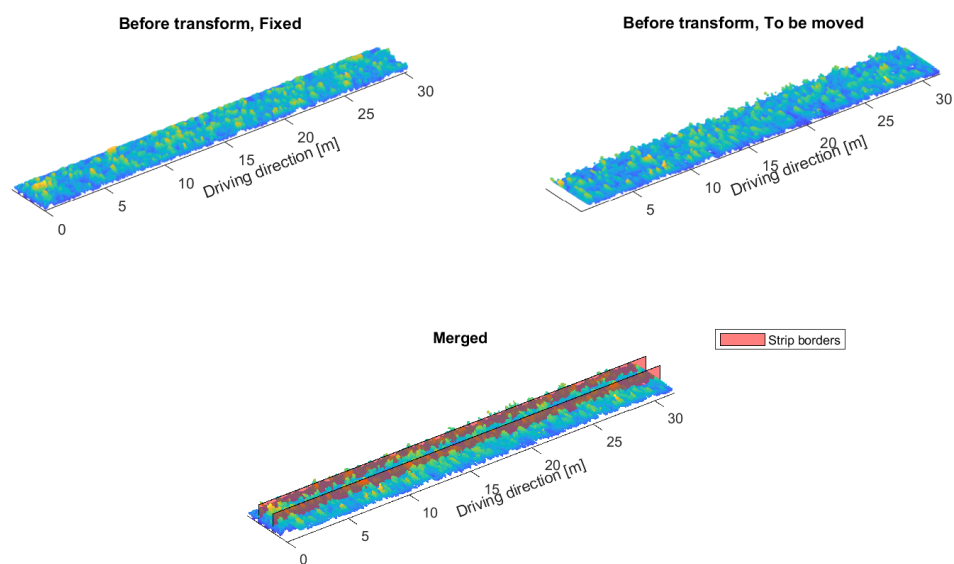 Before transform, Fixed
Before transform, To be moved
30
25
20
15
10
5
0
Driving direction [m]
30
25
20
15
10
5
Driving direction [m]
Merged
Strip borders
30
25
20
15
10
5
0
Driving direction [m]